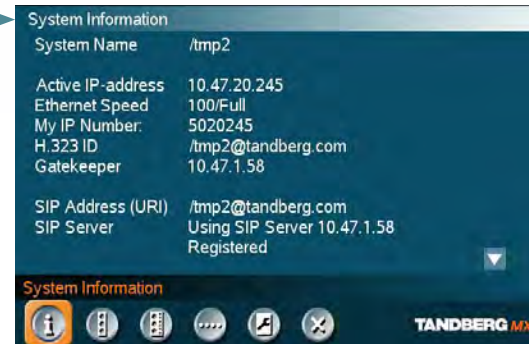 System Information
System Name /tmp2
Active IP-address 10.47.20.245
Ethernet Speed 100/Full
My IP Number: 5020245
H.323 ID /tmp2@tandberg.com
Gatekeeper 10.47.1.58
SIP Address (URI) /tmp2@tandberg.com
SIP Server Using SIP Server 10.47.1.58
Registered
System Information
TANDBERG MX